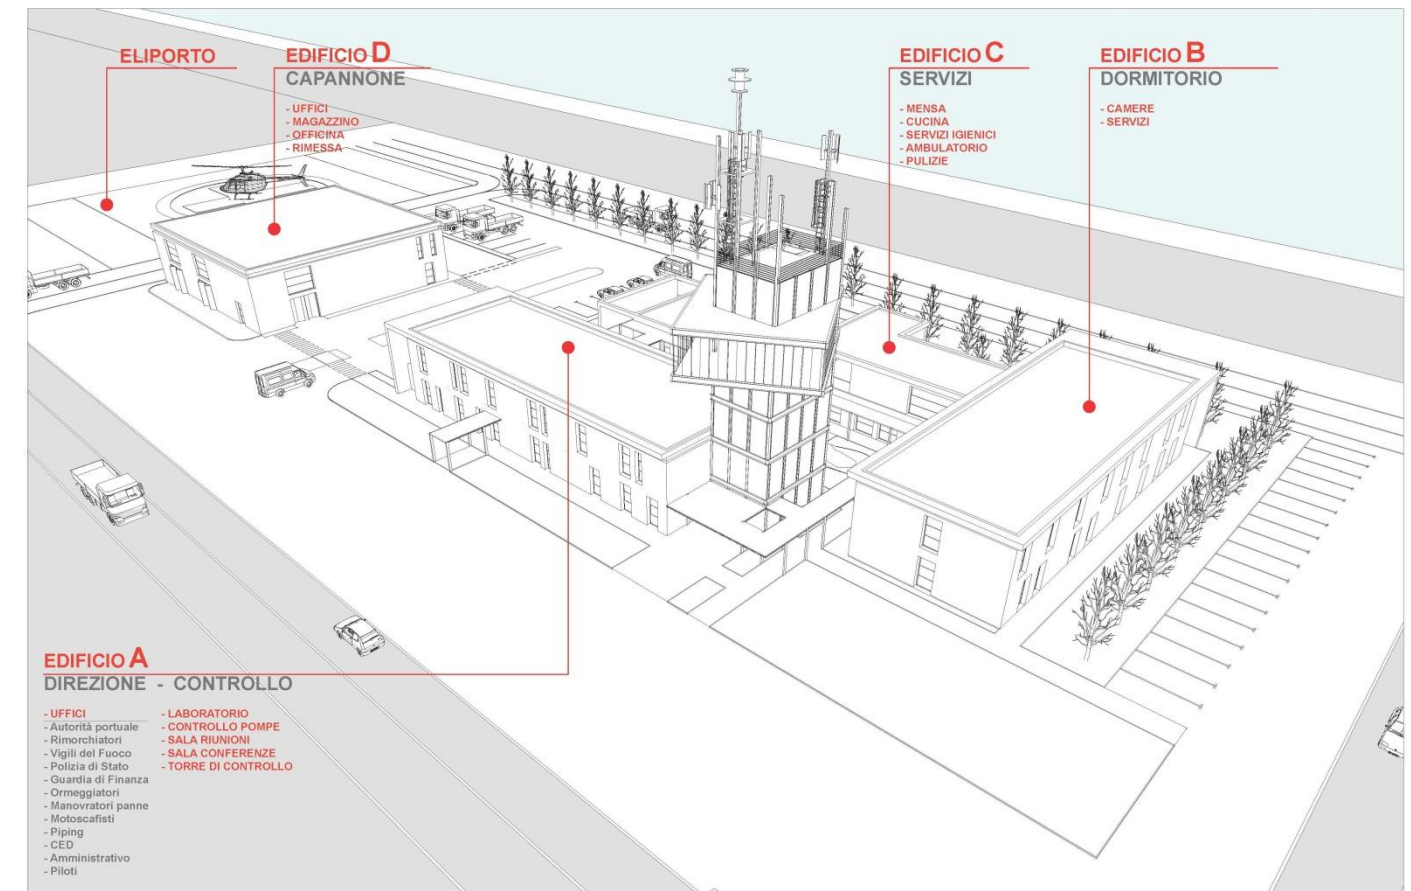 ELIPORTO
EDIFICIO D
CAPANNONE
- UFFICI
- MAGAZZINO
- OFFICINA
- RIMESSA
EDIFICIO C
SERVIZI
- MENSA
- CUCINA
- SERVIZI IGIENICI
- AMBULATORIO
- PULIZIE
EDIFICIO B
DORMITORIO
- CAMERE
- SERVIZI
EDIFICIO A
DIREZIONE - CONTROLLO
- UFFICI
- Autorità portuale
- Rimorchiatori
- Vigili del Fuoco
- Polizia di Stato
- Guardia di Finanza
- Ormeggiatori
- Manovratori panne
- Motoscafisti
- Piping
- CED
- Amministrativo
- Piloti
- LABORATORIO
- CONTROLLO POMPE
- SALA RIUNIONI
- SALA CONFERENZE
- TORRE DI CONTROLLO